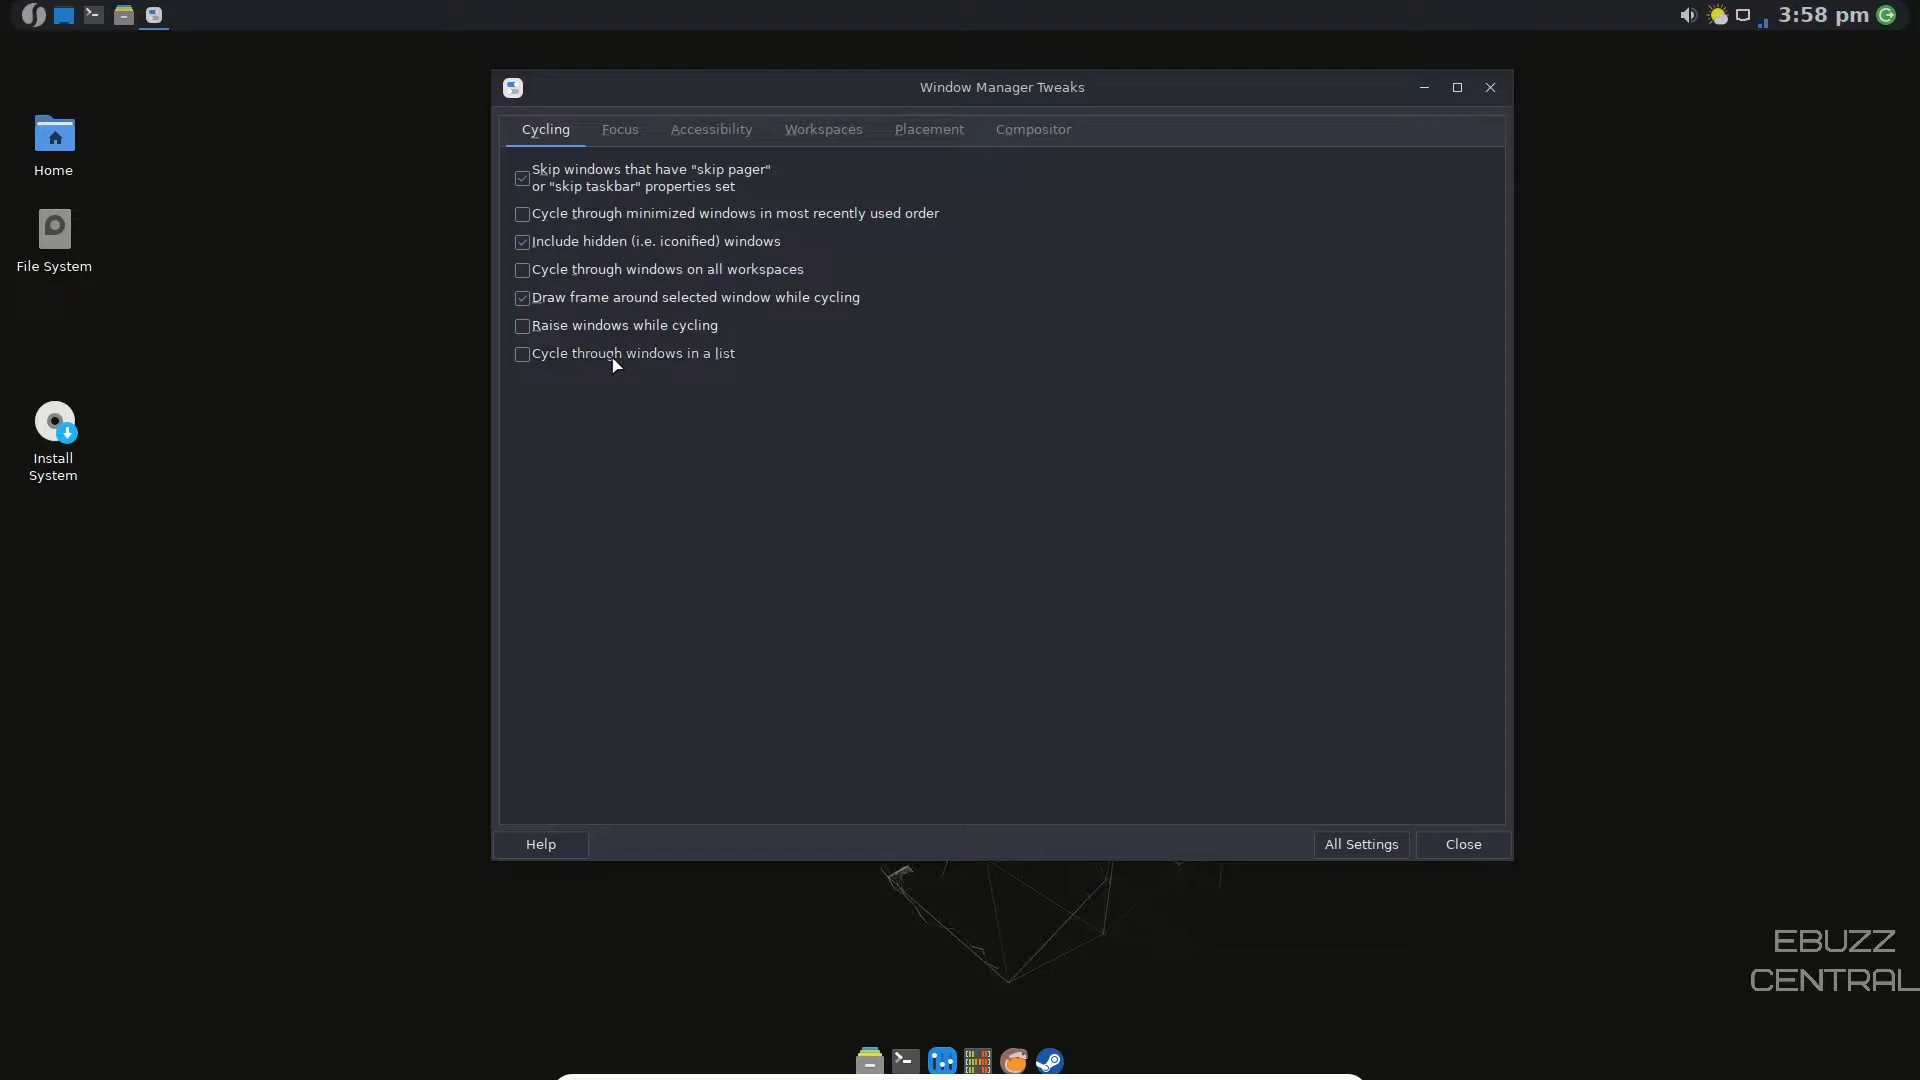 3:58 pm
Window Manager Tweaks
Cycling Focus Accessibility Workspaces Placement Compositor
Skip windows that have "skip pager"
or "skip taskbar" properties set
Cycle through minimized windows in most recently used order
Include hidden (i.e. iconified) windows
Cycle through windows on all workspaces
Draw frame around selected window while cycling
Raise windows while cycling
Cycle through windows in a list
Help All Settings Close
Home
File System
Install
System
EBUZZ
CENTRAL